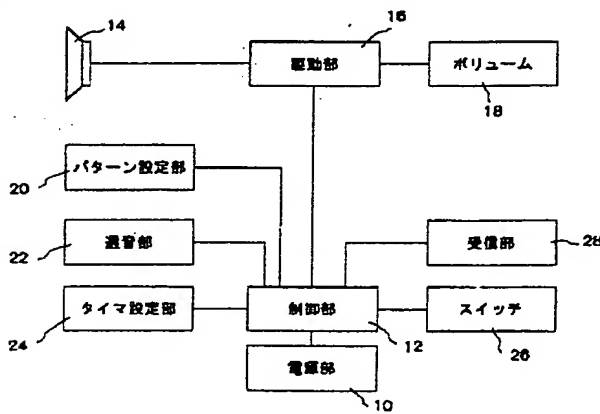 14
16
駆動部
ボリューム
18
パターン設定部
20
選音部
22
受信部
28
タイマ設定部
24
制御部
12
スイッチ
26
電源部
10